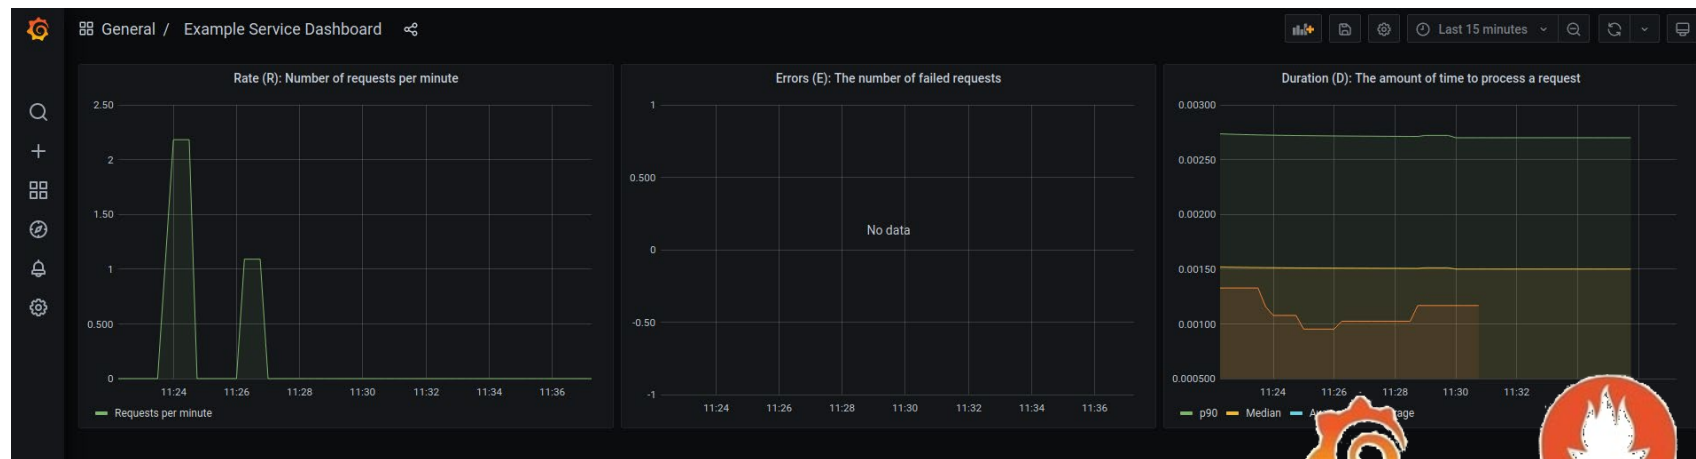 General / Example Service Dashboard
Last 15 minutes
Rate (R): Number of requests per minute
2.50
2
1.50
1
0.500
0
11:24 11:26 11:28 11:30 11:32 11:34 11:36
Requests per minute
Errors (E): The number of failed requests
1
0.500
0
-0.50
-1
No data
11:24 11:26 11:28 11:30 11:32 11:34 11:36
Duration (D): The amount of time to process a request
0.00300
0.00250
0.00200
0.00150
0.00100
0.000500
11:24 11:26 11:28 11:30 11:32
p90 Median